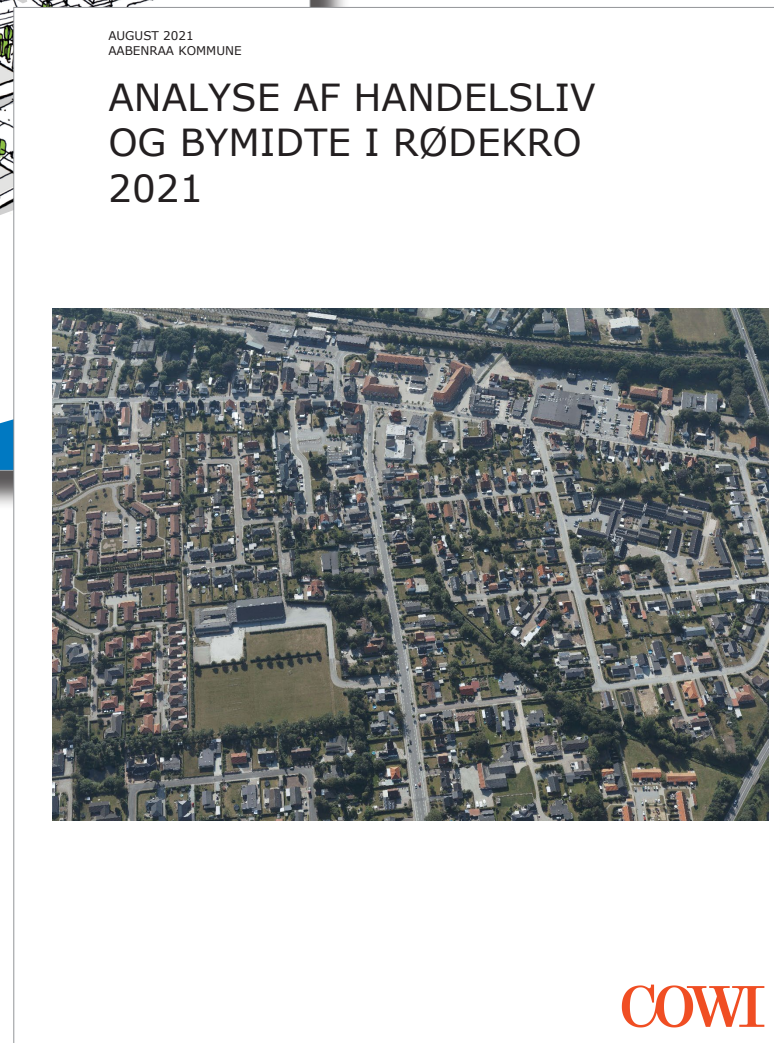 AUGUST 2021
AABENRAA KOMMUNE
ANALYSE AF HANDELSLIV
OG BYMIDTE I RØDEKRO
2021
COWI